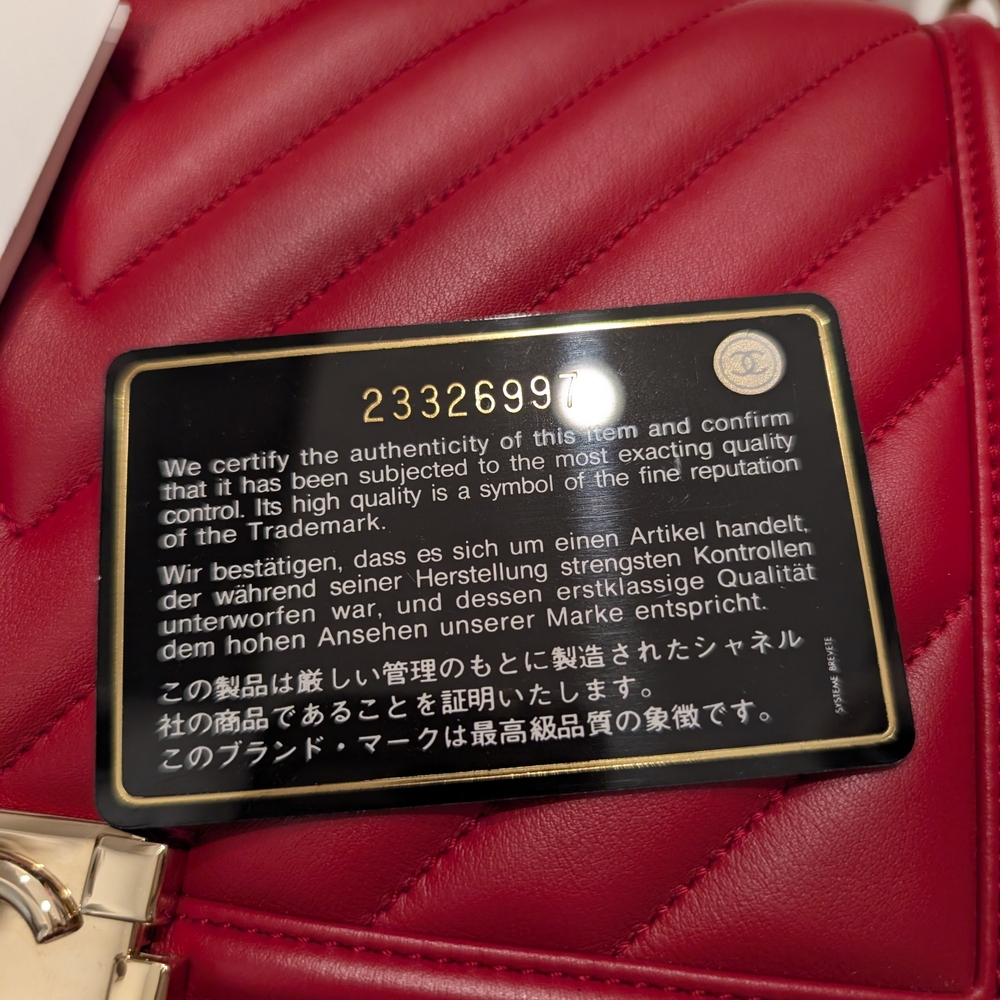 23326997
We certify the authenticity of this item and confirm
that it has been subjected to the most exacting quality
control. Its high quality is a symbol of the fine reputation
of the Trademark.
Wir bestätigen, dass es sich um einen Artikel handelt,
der während seiner Herstellung strengsten Kontrollen
unterworfen war, und dessen erstklassige Qualität
dem hohen Ansehen unserer Marke entspricht.
この製品は厳しい管理のもとに製造されたシャネル
社の商品であることを証明いたします。
このブランド・マークは最高級品質の象徴です。
SYSTEME BREVETE